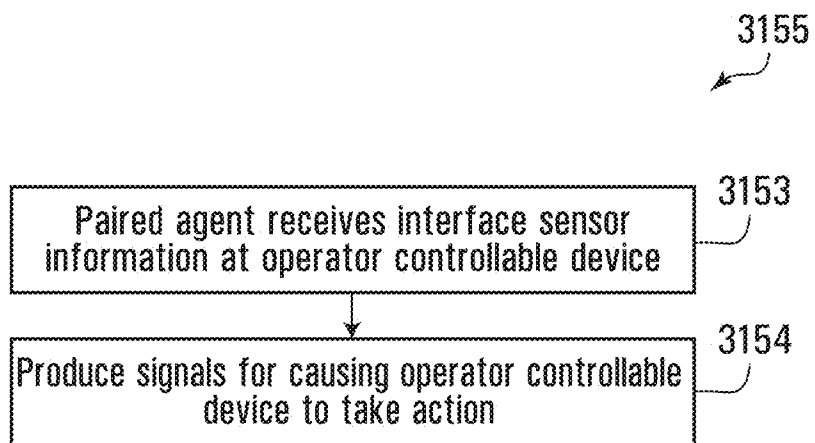 3155
3153
Paired agent receives interface sensor
information at operator controllable device
3154
Produce signals for causing operator controllable
device to take action